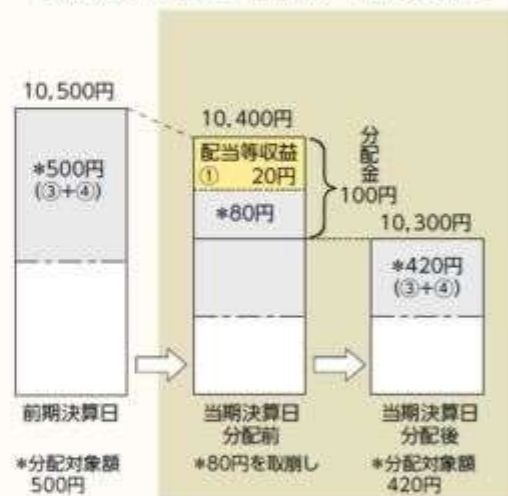 10,500円
*500円
(③+④)
前期決算日
*分配対象額
500円
10,400円
配当等収益
① 20円
*80円
分配金
100円
当期決算日
分配前
*80円を取崩し
10,300円
*420円
(③+④)
当期決算日
分配後
*分配対象額
420円